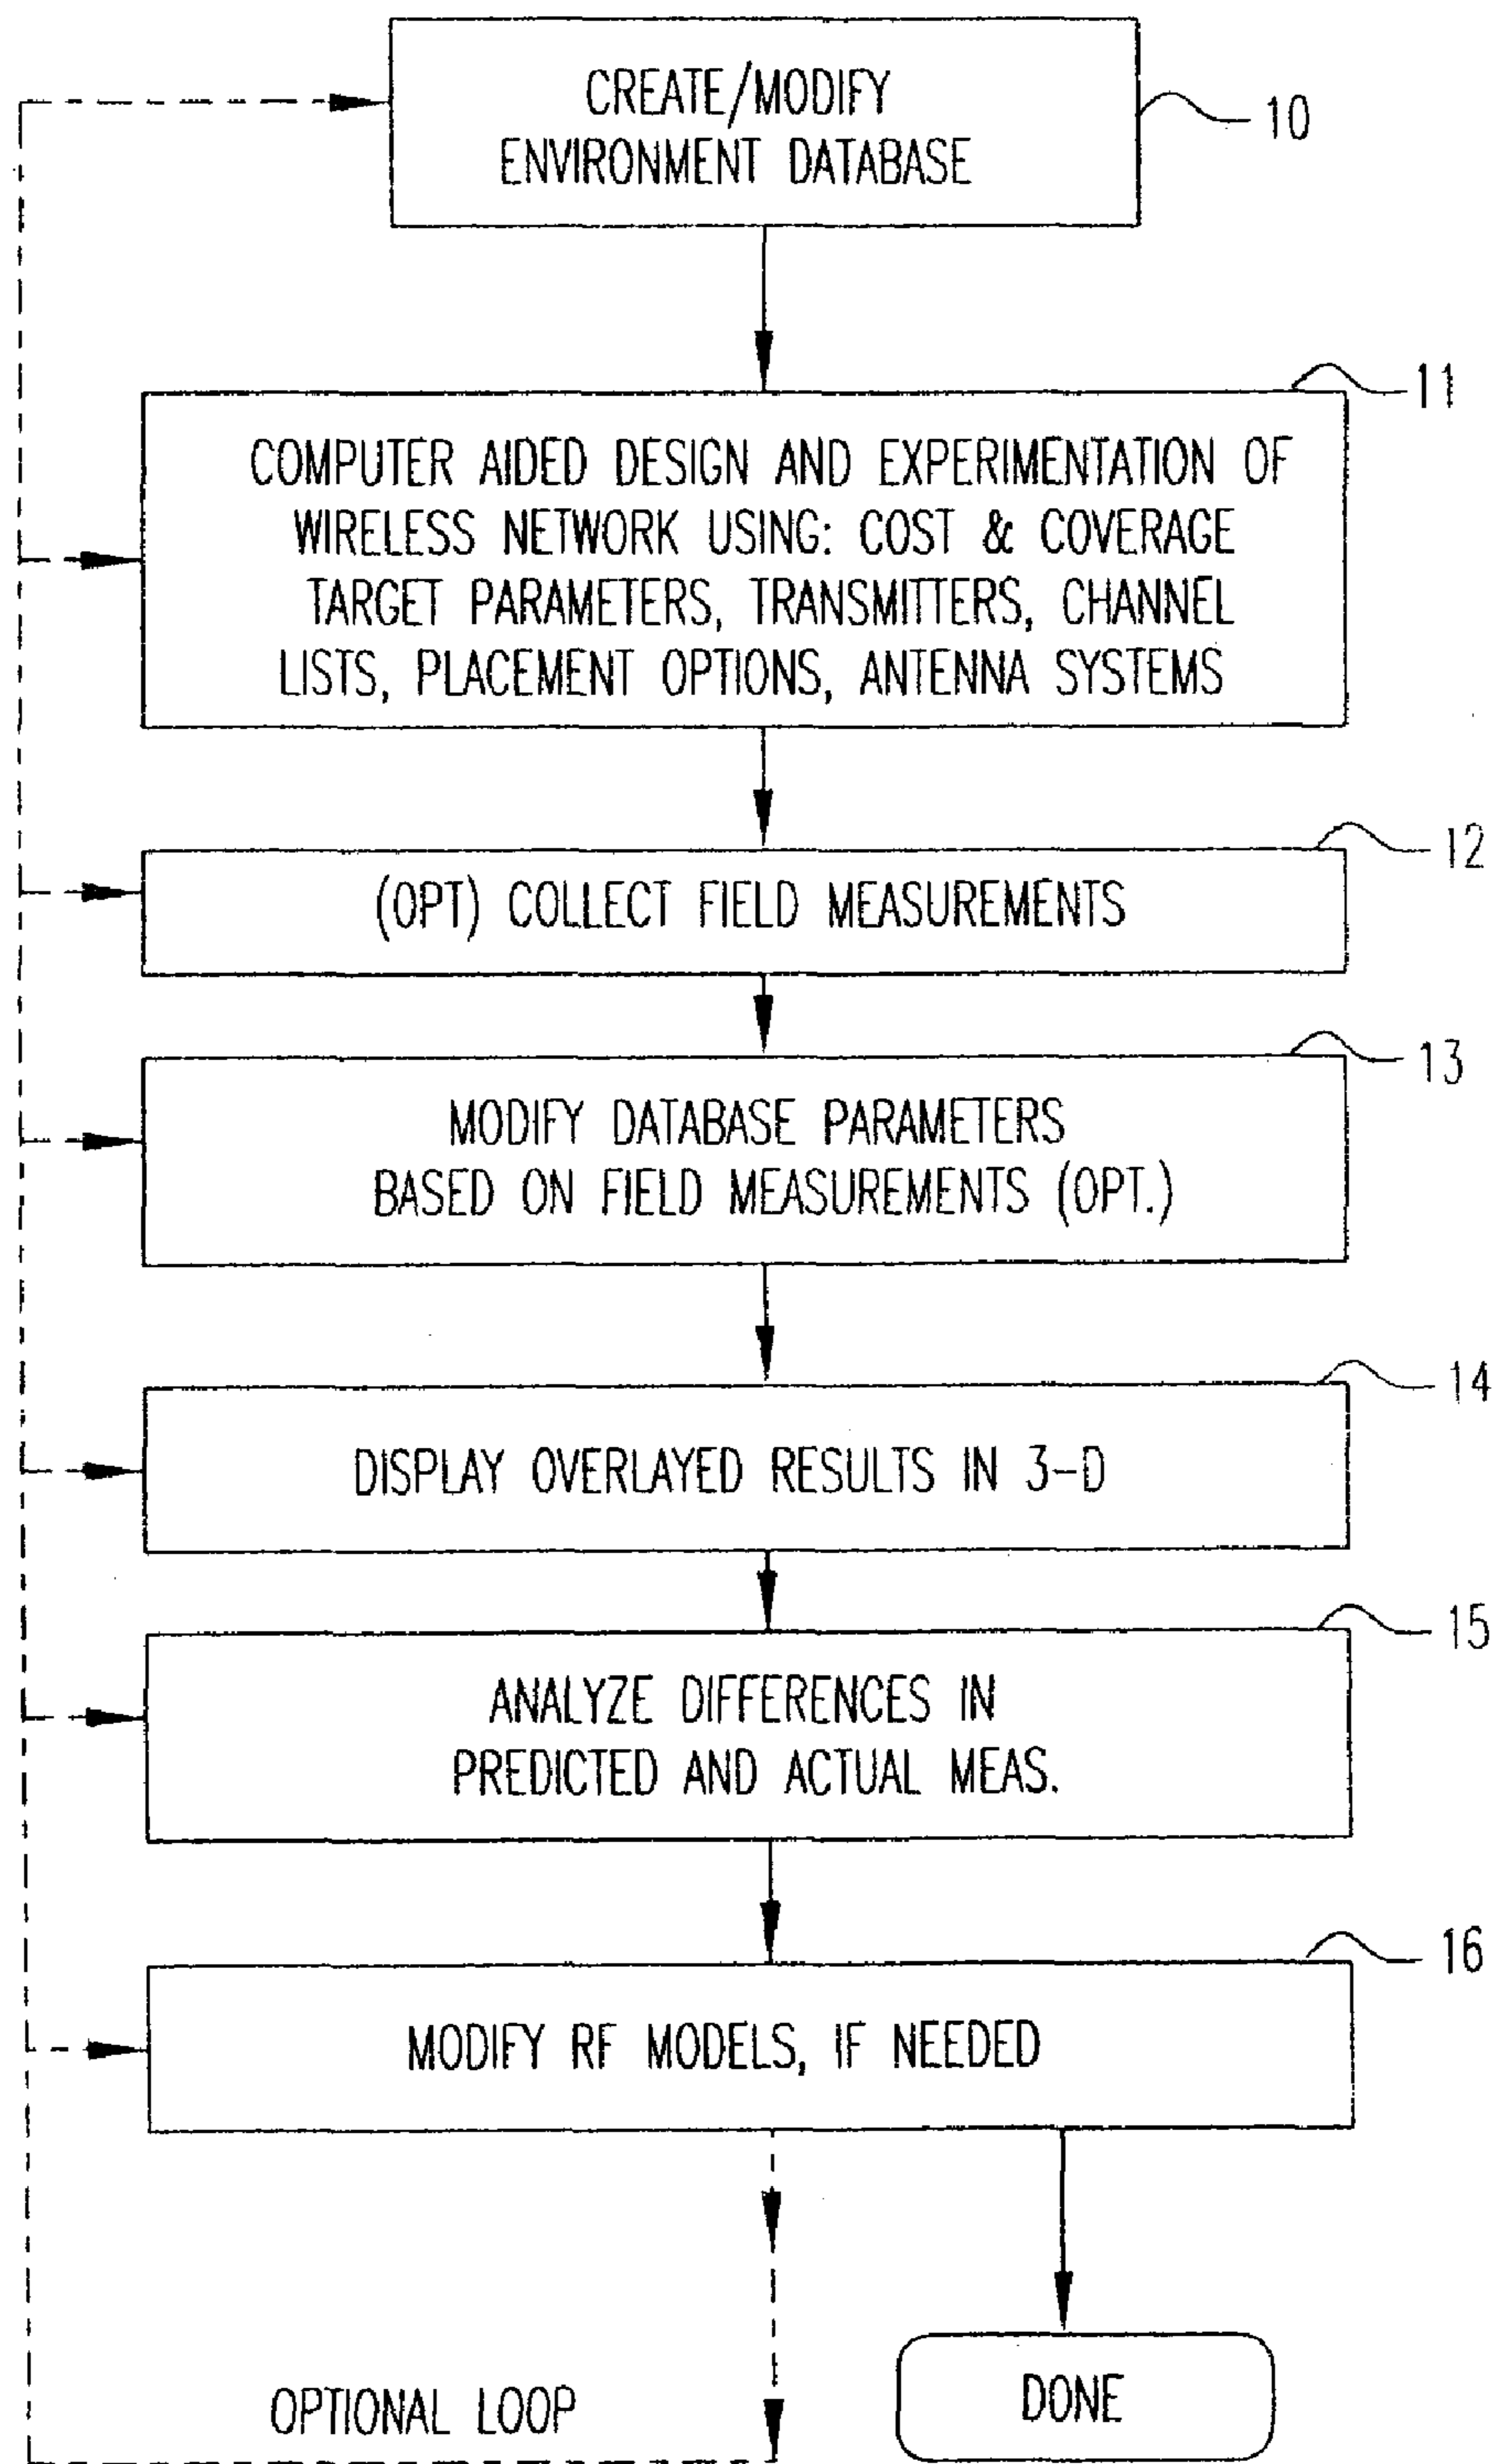 CREATE/MODIFY
ENVIRONMENT DATABASE
10
11
COMPUTER AIDED DESIGN AND EXPERIMENTATION OF
WIRELESS NETWORK USING: COST & COVERAGE
TARGET PARAMETERS, TRANSMITTERS, CHANNEL
LISTS, PLACEMENT OPTIONS, ANTENNA SYSTEMS
12
(OPT) COLLECT FIELD MEASUREMENTS
13
MODIFY DATABASE PARAMETERS
BASED ON FIELD MEASUREMENTS (OPT.)
14
DISPLAY OVERLAYED RESULTS IN 3-D
15
ANALYZE DIFFERENCES IN
PREDICTED AND ACTUAL MEAS.
16
MODIFY RF MODELS, IF NEEDED
OPTIONAL LOOP
DONE